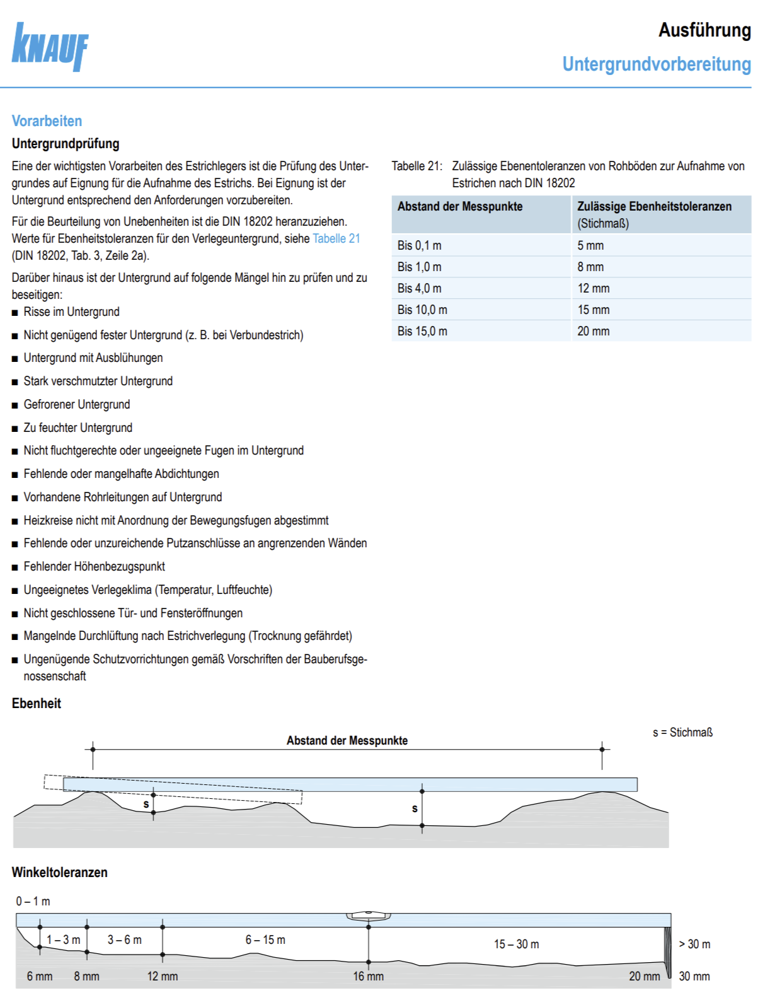 KNAUF
Ausführung
Untergrundvorbereitung
Vorarbeiten
Untergrundprüfung
Eine der wichtigsten Vorarbeiten des Estrichlegers ist die Prüfung des Unter-
grundes auf Eignung für die Aufnahme des Estrichs. Bei Eignung ist der
Untergrund entsprechend den Anforderungen vorzubereiten.
Für die Beurteilung von Unebenheiten ist die DIN 18202 heranzuziehen.
Werte für Ebenheitstoleranzen für den Verlegeuntergrund, siehe Tabelle 21
(DIN 18202, Tab. 3, Zeile 2a).
Darüber hinaus ist der Untergrund auf folgende Mängel hin zu prüfen und zu
beseitigen:
■ Risse im Untergrund
■ Nicht genügend fester Untergrund (z. B. bei Verbundestrich)
■ Untergrund mit Ausblühungen
■ Stark verschmutzter Untergrund
■ Gefrorener Untergrund
■ Zu feuchter Untergrund
■ Nicht fluchtgerechte oder ungeeignete Fugen im Untergrund
■ Fehlende oder mangelhafte Abdichtungen
■ Vorhandene Rohrleitungen auf Untergrund
■ Heizkreise nicht mit Anordnung der Bewegungsfugen abgestimmt
■ Fehlende oder unzureichende Putzanschlüsse an angrenzenden Wänden
■ Fehlender Höhenbezugspunkt
■ Ungeeignetes Verlegeklima (Temperatur, Luftfeuchte)
■ Nicht geschlossene Tür- und Fensteröffnungen
■ Mangelnde Durchlüftung nach Estrichverlegung (Trocknung gefährdet)
■ Ungenügende Schutzvorrichtungen gemäß Vorschriften der Bauberufsge-
nossenschaft
Tabelle 21: Zulässige Ebenentoleranzen von Rohböden zur Aufnahme von
Estrichen nach DIN 18202
Abstand der Messpunkte Zulässige Ebenheitstoleranzen
(Stichmaß)
Bis 0,1 m 5 mm
Bis 1,0 m 8 mm
Bis 4,0 m 12 mm
Bis 10,0 m 15 mm
Bis 15,0 m 20 mm
Ebenheit
s = Stichmaß
Abstand der Messpunkte
s
s
Winkeltoleranzen
0 – 1 m
1 – 3 m 3 – 6 m 6 – 15 m 15 – 30 m > 30 m
6 mm 8 mm 12 mm 16 mm 20 mm 30 mm